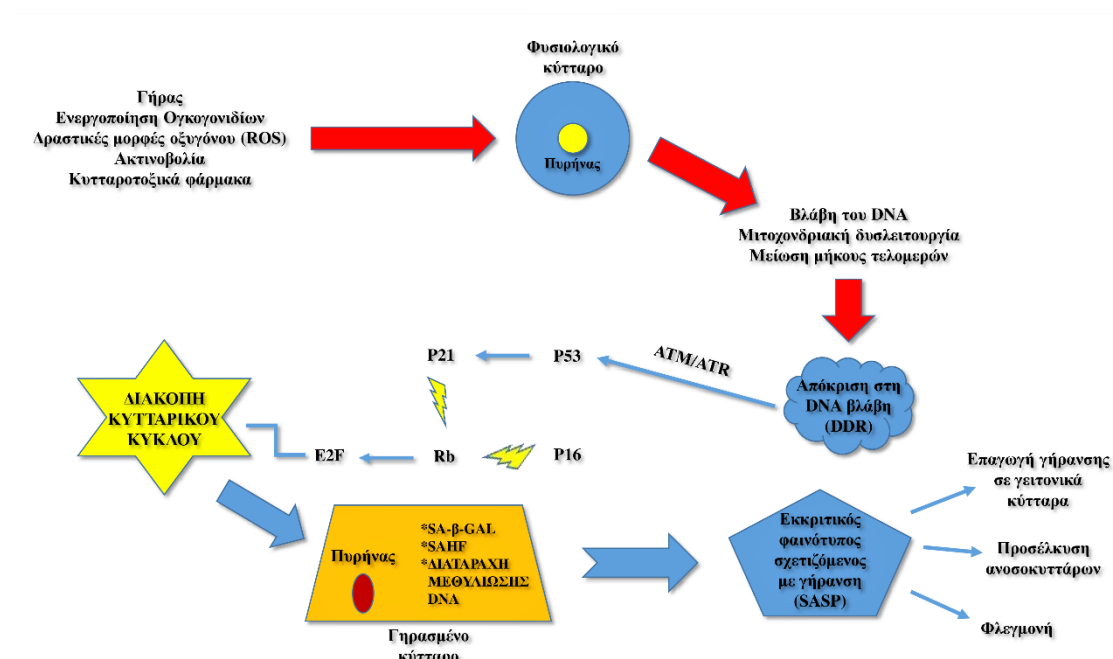 Φυσιολογικό
κύτταρο
Πυρήνας
Γήρας
Ενεργοποίηση Ογκογονιδίων
Δραστικές μορφές οξυγόνου (ROS)
Ακτινοβολία
Κυτταροτοξικά φάρμακα
Βλάβη του DNA
Μιτοχονδριακή δυσλειτουργία
Μείωση μήκους τελομερών
Απόκριση στη
DNA βλάβη
(DDR)
ATM/ATR
P53
P21
P16
Rb
E2F
ΔΙΑΚΟΠΗ
ΚΥΤΤΑΡΙΚΟΥ
ΚΥΚΛΟΥ
Πυρήνας
*SA-β-GAL
*SAHF
*ΔΙΑΤΑΡΑΧΗ
ΜΕΘΥΛΙΩΣΗΣ
DNA
Γηρασμένο
κύτταρο
Εκκριτικός
φαινότυπος
σχετιζόμενος
με γήρανση
(SASP)
Επαγωγή γήρανσης
σε γειτονικά
κύτταρα
Προσέλκυση
ανοσοκυττάρων
Φλεγμονή